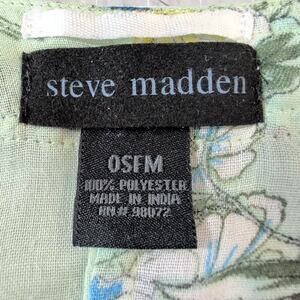 steve madden
OSFM
100% POLYESTER
MADE IN INDIA
RN# 98072